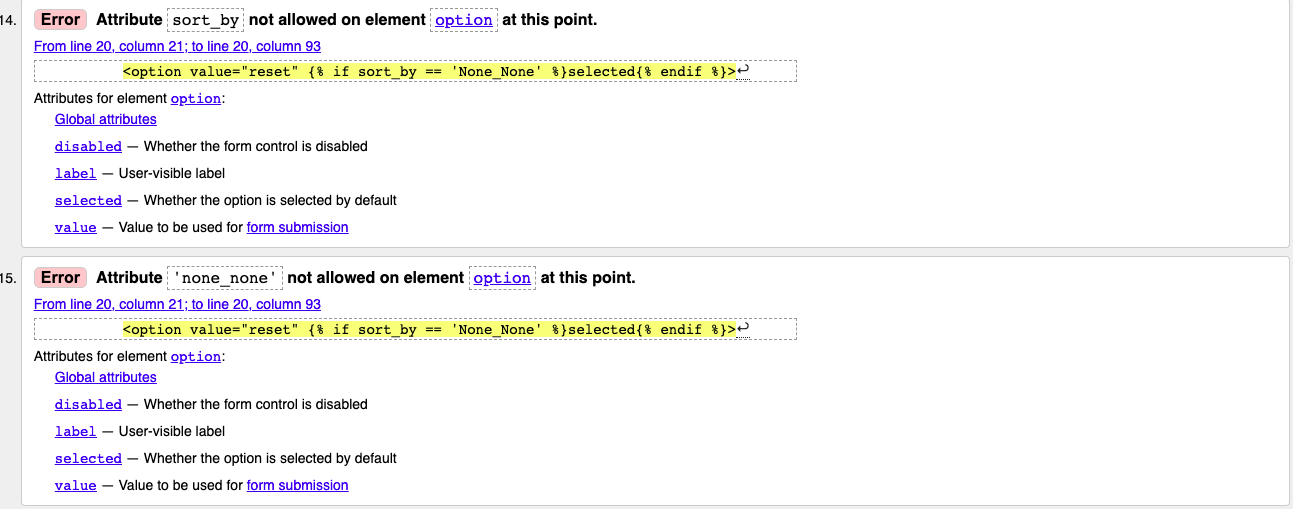 14. Error Attribute sort_by not allowed on element option at this point.
From line 20, column 21; to line 20, column 93
<option value="reset" {% if sort_by == 'None_None' %}selected{% endif %}>↩
Attributes for element option:
Global attributes
disabled — Whether the form control is disabled
label — User-visible label
selected — Whether the option is selected by default
value — Value to be used for form submission
15. Error Attribute 'none_none' not allowed on element option at this point.
From line 20, column 21; to line 20, column 93
<option value="reset" {% if sort_by == 'None_None' %}selected{% endif %}>↩
Attributes for element option:
Global attributes
disabled — Whether the form control is disabled
label — User-visible label
selected — Whether the option is selected by default
value — Value to be used for form submission